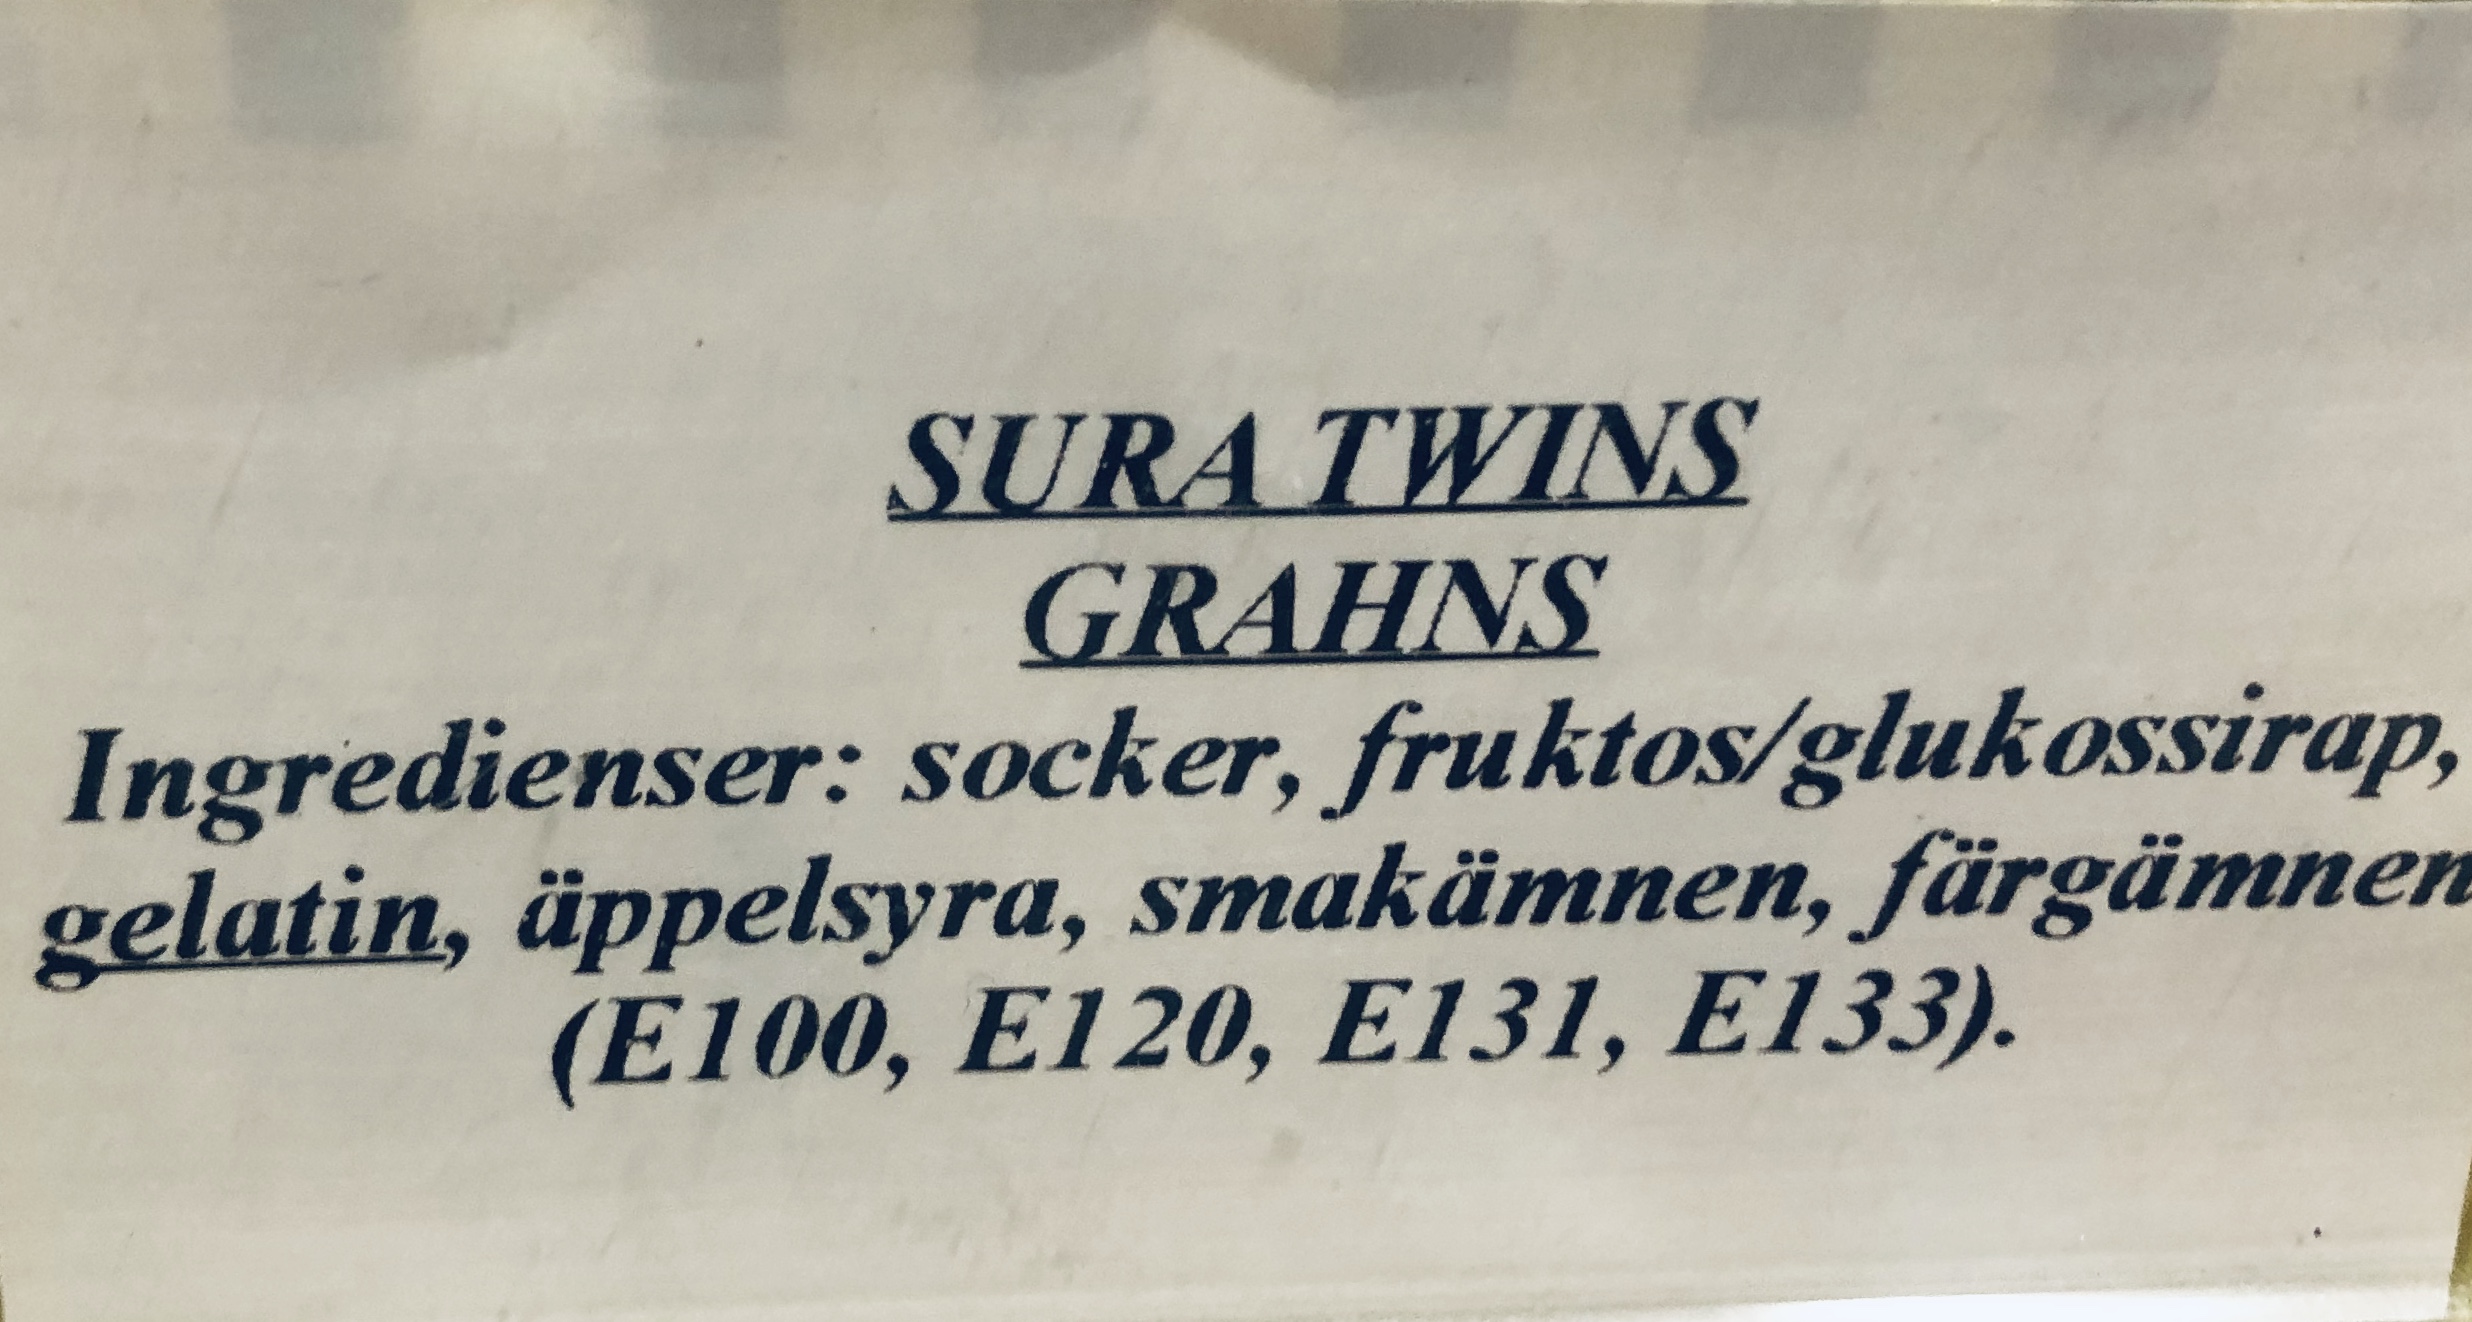 SURA TWINS
GRAHNS
Ingredienser: socker, fruktos/glukossirap,
gelatin, äppelsyra, smakämnen, färgämnen
(E100, E120, E131, E133).